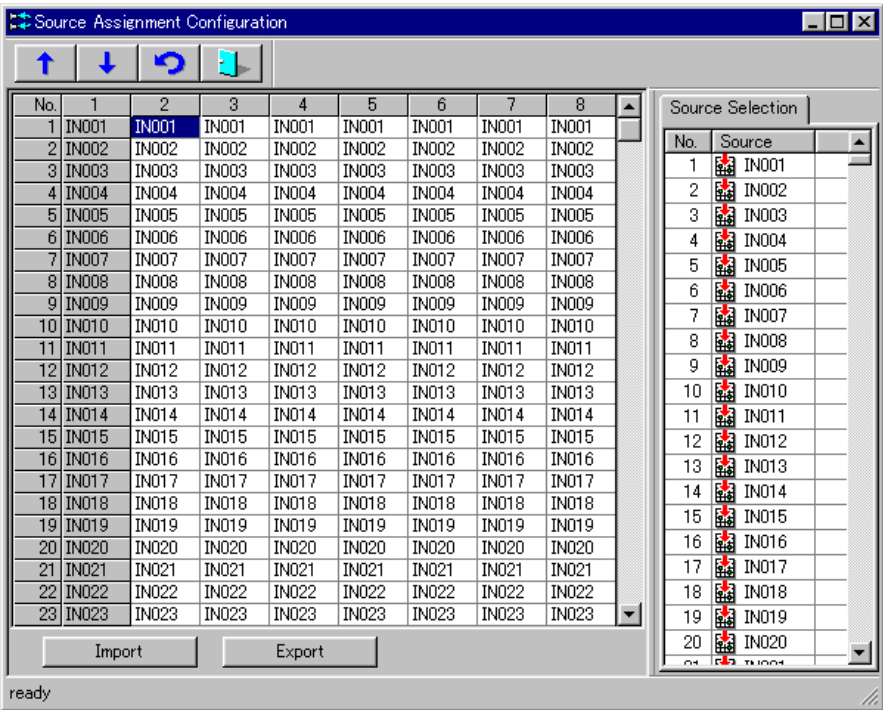 Source Assignment Configuration
No. 1 2 3 4 5 6 7 8
1 IN001 IN001 IN001 IN001 IN001 IN001 IN001 IN001
2 IN002 IN002 IN002 IN002 IN002 IN002 IN002 IN002
3 IN003 IN003 IN003 IN003 IN003 IN003 IN003 IN003
4 IN004 IN004 IN004 IN004 IN004 IN004 IN004 IN004
5 IN005 IN005 IN005 IN005 IN005 IN005 IN005 IN005
6 IN006 IN006 IN006 IN006 IN006 IN006 IN006 IN006
7 IN007 IN007 IN007 IN007 IN007 IN007 IN007 IN007
8 IN008 IN008 IN008 IN008 IN008 IN008 IN008 IN008
9 IN009 IN009 IN009 IN009 IN009 IN009 IN009 IN009
10 IN010 IN010 IN010 IN010 IN010 IN010 IN010 IN010
11 IN011 IN011 IN011 IN011 IN011 IN011 IN011 IN011
12 IN012 IN012 IN012 IN012 IN012 IN012 IN012 IN012
13 IN013 IN013 IN013 IN013 IN013 IN013 IN013 IN013
14 IN014 IN014 IN014 IN014 IN014 IN014 IN014 IN014
15 IN015 IN015 IN015 IN015 IN015 IN015 IN015 IN015
16 IN016 IN016 IN016 IN016 IN016 IN016 IN016 IN016
17 IN017 IN017 IN017 IN017 IN017 IN017 IN017 IN017
18 IN018 IN018 IN018 IN018 IN018 IN018 IN018 IN018
19 IN019 IN019 IN019 IN019 IN019 IN019 IN019 IN019
20 IN020 IN020 IN020 IN020 IN020 IN020 IN020 IN020
21 IN021 IN021 IN021 IN021 IN021 IN021 IN021 IN021
22 IN022 IN022 IN022 IN022 IN022 IN022 IN022 IN022
23 IN023 IN023 IN023 IN023 IN023 IN023 IN023 IN023
Import Export
Source Selection
No. Source
1 IN001
2 IN002
3 IN003
4 IN004
5 IN005
6 IN006
7 IN007
8 IN008
9 IN009
10 IN010
11 IN011
12 IN012
13 IN013
14 IN014
15 IN015
16 IN016
17 IN017
18 IN018
19 IN019
20 IN020
ready